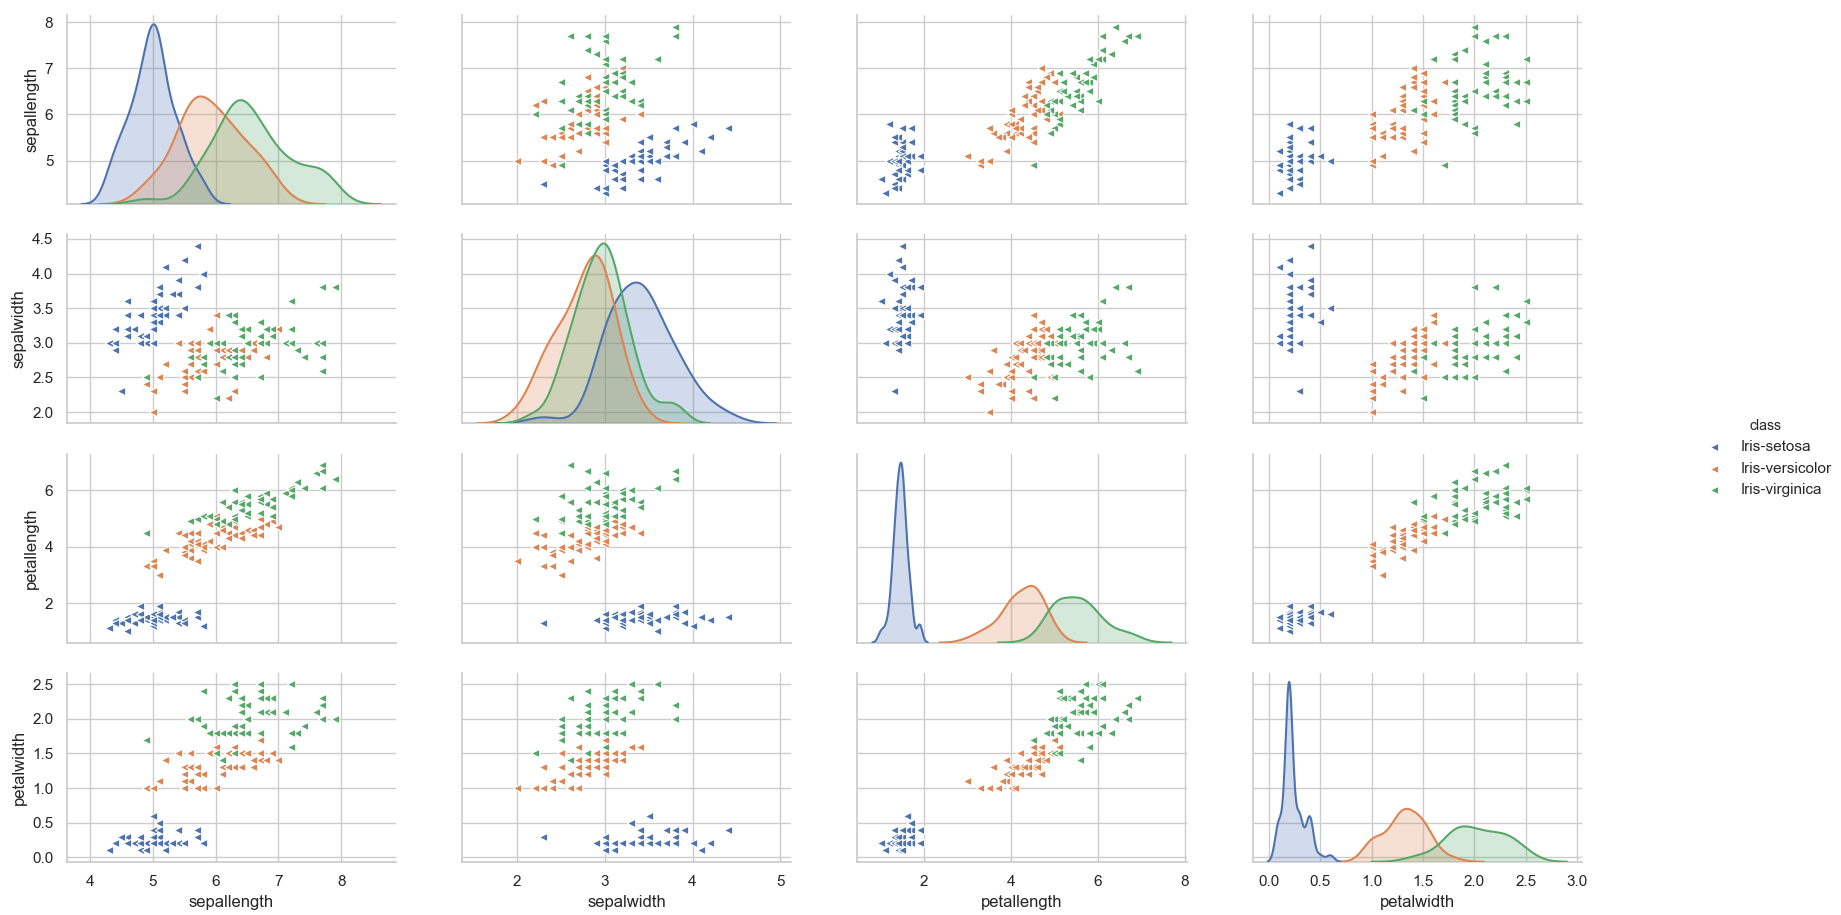 8
7
6
5
sepallength
4.5
4.0
3.5
3.0
2.5
2.0
sepalwidth
6
4
2
petallength
2.5
2.0
1.5
1.0
0.5
0.0
petalwidth
4 5 6 7 8
sepallength
2 3 4 5
sepalwidth
2 4 6 8
petallength
0.0 0.5 1.0 1.5 2.0 2.5 3.0
petalwidth
class
Iris-setosa
Iris-versicolor
Iris-virginica